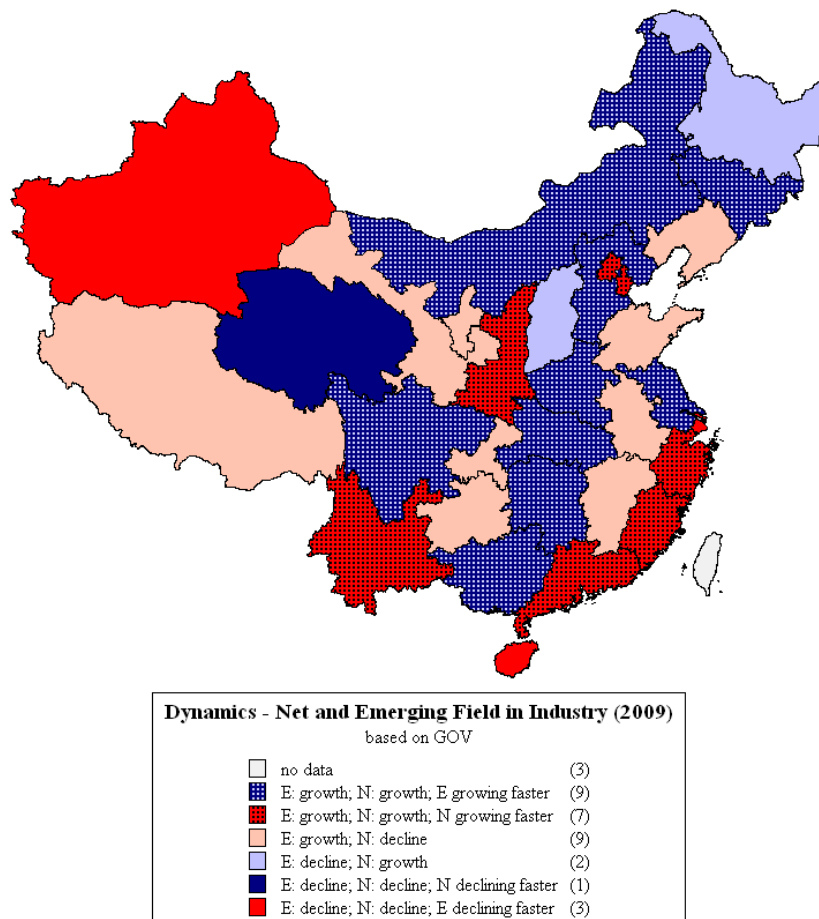 Dynamics - Net and Emerging Field in Industry (2009)
based on GOV
no data (3)
E: growth; N: growth; E growing faster (9)
E: growth; N: growth; N growing faster (7)
E: growth; N: decline (9)
E: decline; N: growth (2)
E: decline; N: decline; N declining faster (1)
E: decline; N: decline; E declining faster (3)